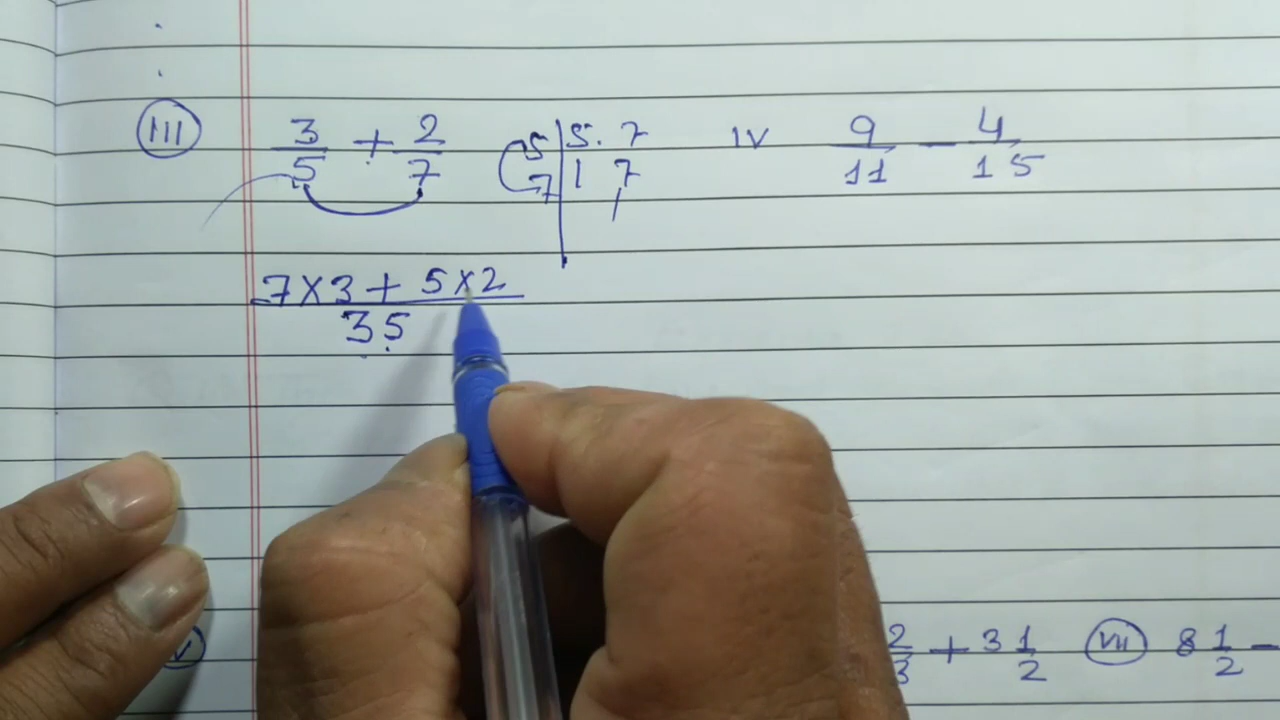 III 3/5 + 2/7 5 | 5. 7 IV 9/11 - 4/15
7 | 1 7
7×3 + 5×2
35
V 2/3 + 3 1/2 VII 8 1/2 -